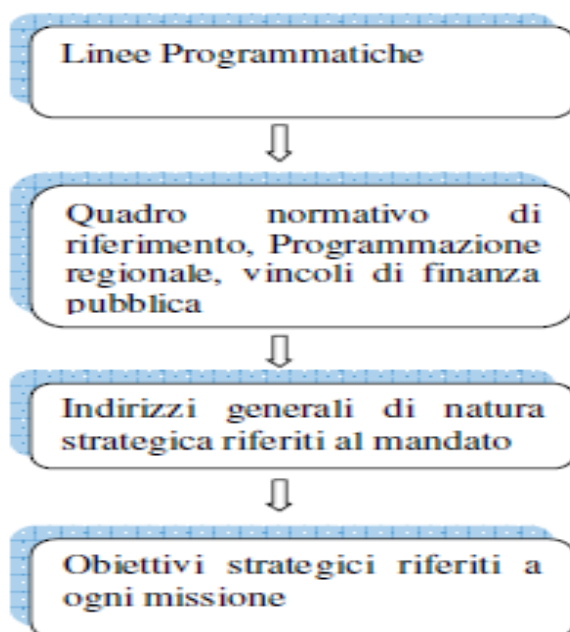 Linee Programmatiche
Quadro normativo di
riferimento, Programmazione
regionale, vincoli di finanza
pubblica
Indirizzi generali di natura
strategica riferiti al mandato
Obiettivi strategici riferiti a
ogni missione